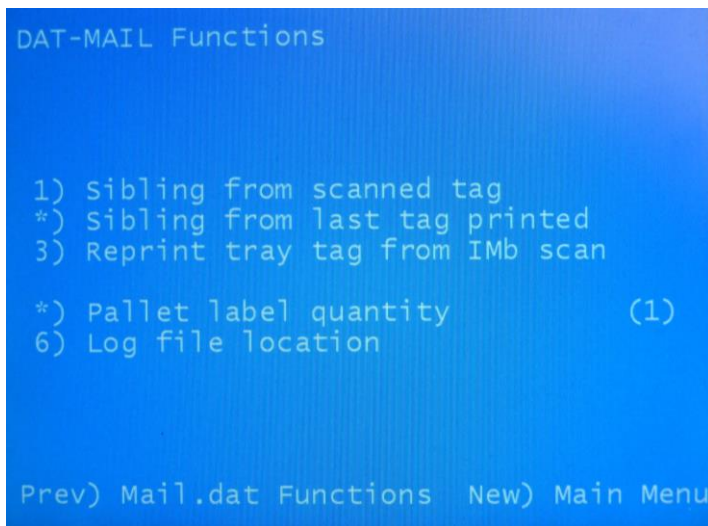 DAT-MAIL Functions
1) Sibling from scanned tag
*) Sibling from last tag printed
3) Reprint tray tag from IMb scan
*) Pallet label quantity (1)
6) Log file location
Prev) Mail.dat Functions New) Main Menu